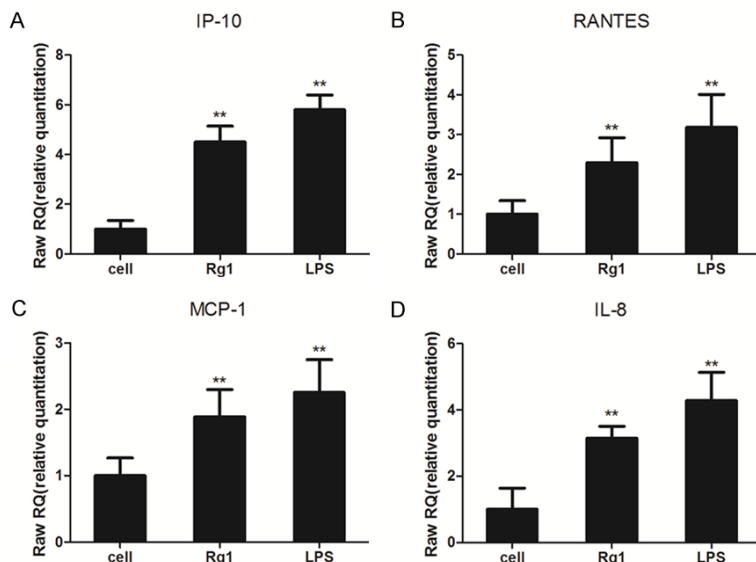 A
IP-10
Raw RQ(relative quantitation)
8
6
4
2
0
**
**
cell Rg1 LPS
B
RANTES
Raw RQ(relative quantitation)
5
4
3
2
1
0
**
**
cell Rg1 LPS
C
MCP-1
Raw RQ(relative quantitation)
3
2
1
0
**
**
cell Rg1 LPS
D
IL-8
Raw RQ(relative quantitation)
6
4
2
0
**
**
cell Rg1 LPS